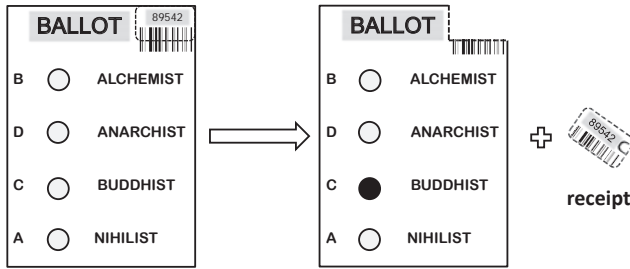 BALLOT 89542
B ALCHEMIST
D ANARCHIST
C BUDDHIST
A NIHILIST
BALLOT
B ALCHEMIST
D ANARCHIST
C BUDDHIST
A NIHILIST
89542 C
receipt